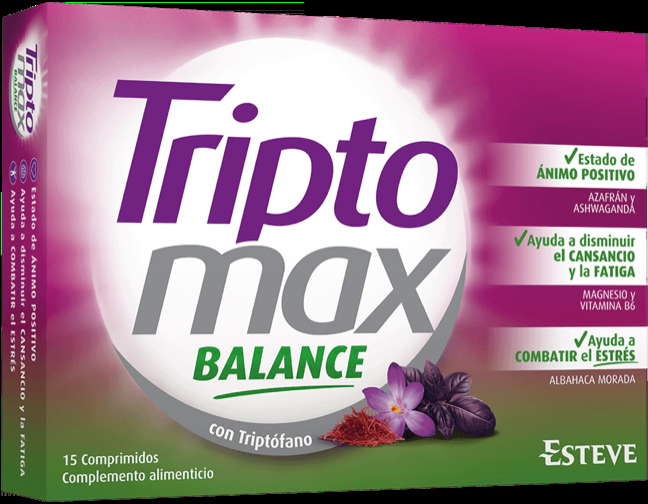 Tripto
max
BALANCE
con Triptófano
15 Comprimidos
Complemento alimenticio
✓Estado de
ÁNIMO POSITIVO
AZAFRÁN y
ASHWAGANDA
✓Ayuda a disminuir
el CANSANCIO
y la FATIGA
MAGNESIO y
VITAMINA B6
✓Ayuda a
COMBATIR el ESTRÉS
ALBAHACA MORADA
ESTEVE
Tripto
max
BALANCE
Estado de ÁNIMO POSITIVO
Ayuda a disminuir el CANSANCIO y la FATIGA
Ayuda a COMBATIR el ESTRÉS